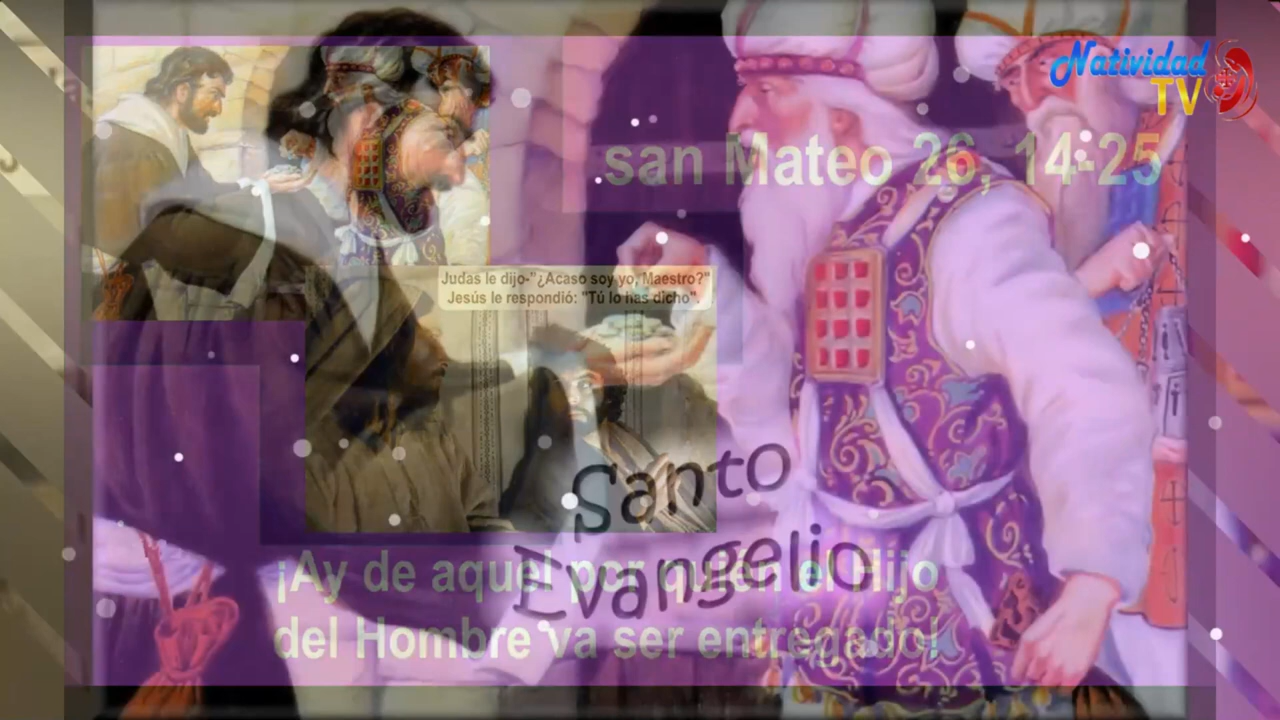 Natividad
TV
san Mateo 26, 14-25
Judas le dijo-"¿Acaso soy yo, Maestro?"
Jesús le respondió: "Tú lo has dicho".
Santo
Evangelio
¡Ay de aquel por quien el Hijo
del Hombre va ser entregado!